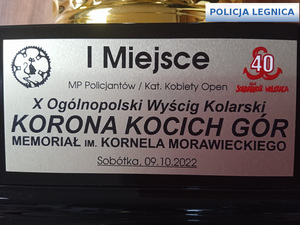 POLICJA LEGNICA
I Miejsce
40
MP Policjantów / Kat. Kobiety Open
X Ogólnopolski Wyścig Kolarski
KORONA KOCICH GÓR
MEMORIAŁ IM. KORNELA MORAWIECKIEGO
Sobótka, 09.10.2022